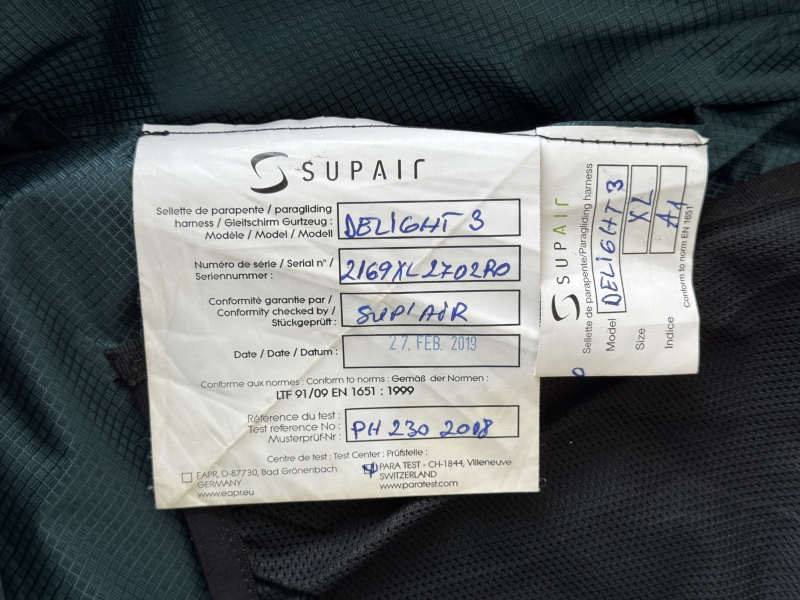 SUPAIR
Sellette de parapente / paragliding
harness / Gleitschirm Gurtzeug :
Modèle / Model / Modell
DELIGHT 3
Numéro de série / Serial n° /
Seriennummer :
2169XL2702RO
Conformité garantie par /
Conformity checked by /
Stückgeprüft :
SUP'AIR
Date / Date / Datum :
27. FEB. 2019
Conforme aux normes : Conform to norms : Gemäß der Normen :
LTF 91/09 EN 1651 : 1999
Référence du test :
Test reference No :
Musterprüf-Nr :
PH 230 2018
Centre de test : Test Center : Prüfstelle :
EAPR, D-87730, Bad Grönenbach
GERMANY
www.eapr.eu
PARA TEST - CH-1844, Villeneuve
SWITZERLAND
www.paratest.com
SUPAIR
Sellette de parapente/Paragliding harness
Model
DELIGHT 3
Size
XL
Indice
A1
Conform to norm EN 1651